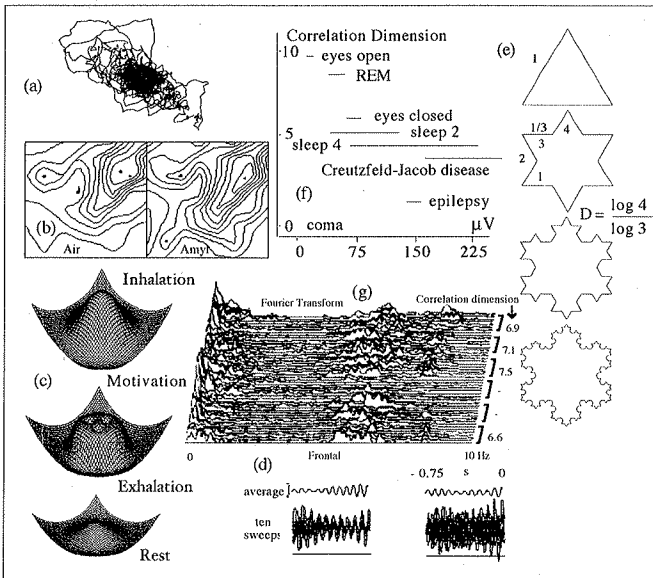 (a)
Correlation Dimension
10
eyes open
REM
eyes closed
5
sleep 2
sleep 4
Creutzfeld-Jacob disease
(f)
epilepsy
0
coma
μV
0 75 150 225
(e)
1
1/3
4
3
2
1
D = log 4
log 3
(b)
Air
Amyl
Inhalation
(c)
Motivation
Exhalation
Rest
(g)
Fourier Transform
Correlation dimension
6.9
7.1
7.5
-
-
6.6
0
Frontal
10 Hz
(d)
- 0.75 s 0
average
ten
sweeps